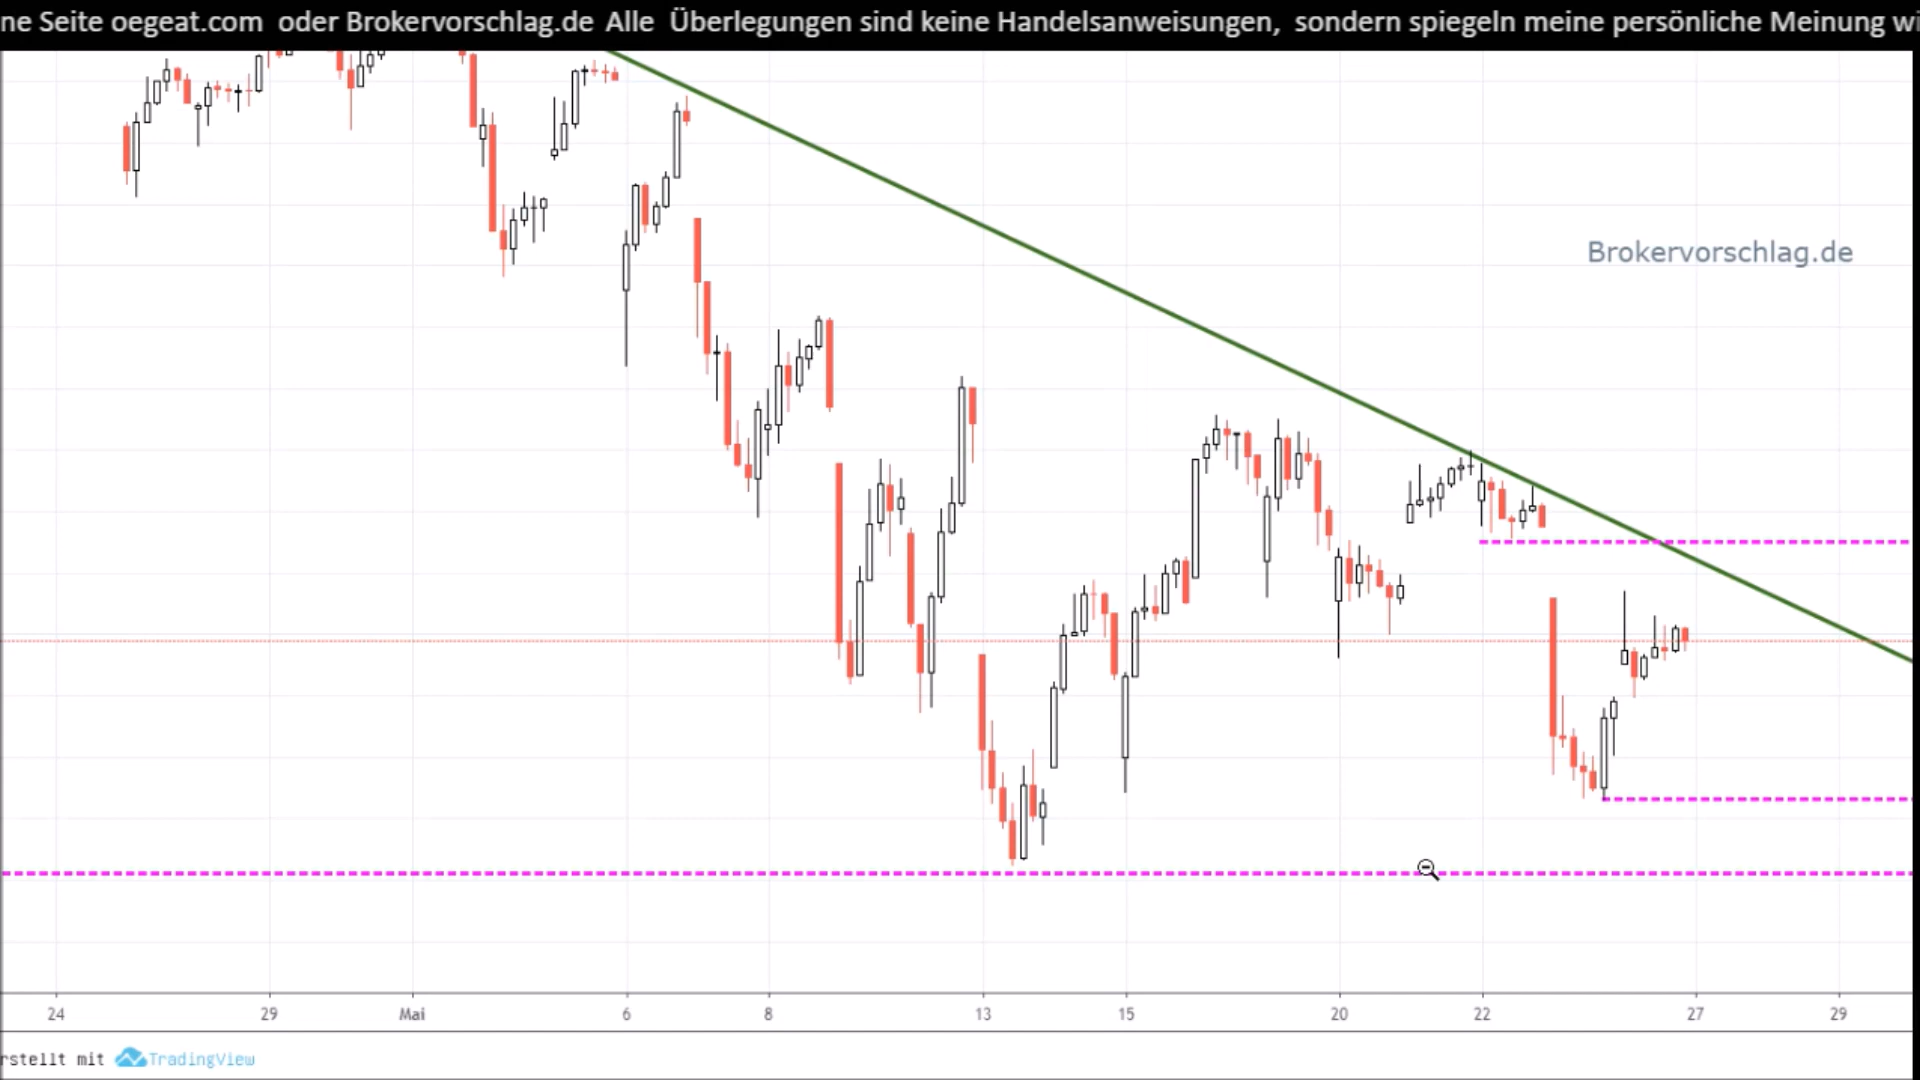 ne Seite oegeat.com oder Brokervorschlag.de Alle Überlegungen sind keine Handelsanweisungen, sondern spiegeln meine persönliche Meinung wi
Brokervorschlag.de
24 29 Mai 6 8 13 15 20 22 27 29
rstellt mit TradingView